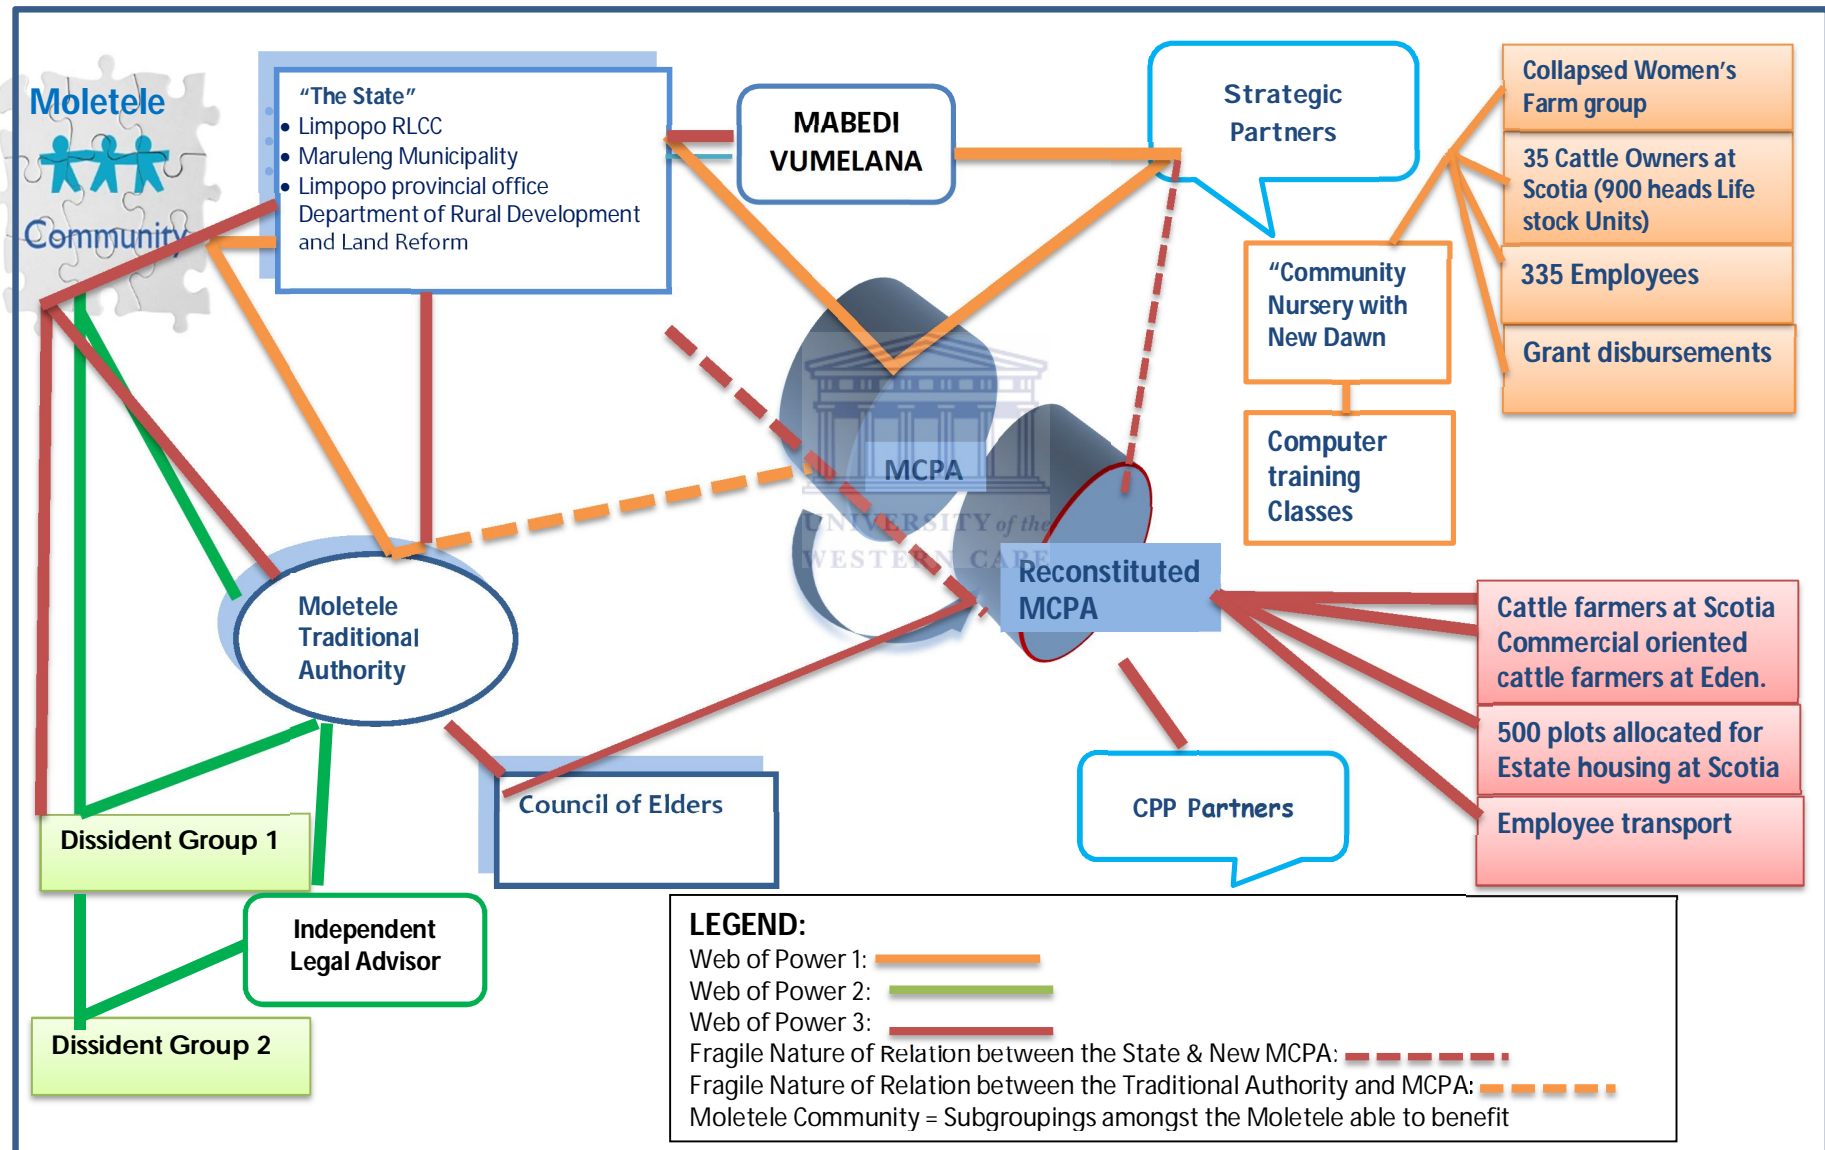 Moletele
Community
“The State”
• Limpopo RLCC
• Maruleng Municipality
• Limpopo provincial office
Department of Rural Development
and Land Reform
MABEDI
VUMELANA
Strategic
Partners
Collapsed Women’s
Farm group
35 Cattle Owners at
Scotia (900 heads Life
stock Units)
335 Employees
Grant disbursements
“Community
Nursery with
New Dawn
Computer
training
Classes
MCPA
UNIVERSITY of the
WESTERN CAPE
Reconstituted
MCPA
Moletele
Traditional
Authority
Cattle farmers at Scotia
Commercial oriented
cattle farmers at Eden.
500 plots allocated for
Estate housing at Scotia
Employee transport
Council of Elders
CPP Partners
Dissident Group 1
Independent
Legal Advisor
Dissident Group 2
LEGEND:
Web of Power 1:
Web of Power 2:
Web of Power 3:
Fragile Nature of Relation between the State & New MCPA:
Fragile Nature of Relation between the Traditional Authority and MCPA:
Moletele Community = Subgroupings amongst the Moletele able to benefit